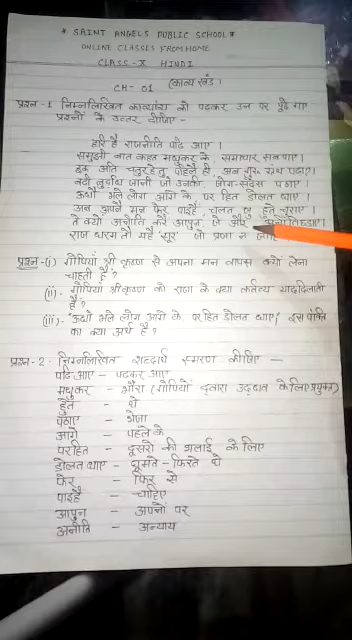 * SAINT ANGELS PUBLIC SCHOOL *
ONLINE CLASSES FROM HOME
CLASS - X HINDI
CH - 01 (काव्य खंड)
प्रश्न - 1 निम्नलिखित काव्यांश को पढ़कर उन पर पूछे गए
प्रश्नों के उत्तर दीजिए -
हरि हैं राजनीति पढ़ि आए।
समुझी बात कहत मधुकर के, समाचार सब पाए।
इक अति चतुर हुते पहिलैं ही, अब गुरु ग्रंथ पढ़ाए।
बढ़ी बुद्धि जानी जो उनकी, जोग-सँदेस पठाए।
ऊधौ भले लोग आगे के, पर हित डोलत धाए।
अब अपनै मन फेर पाइहैं, चलत जु हुते चुराए।
ते क्यौं अनीति करैं आपुन, जे और
राज धरम तौ यहै 'सूर', जो प्रजा न
प्रश्न - (i) गोपियाँ श्री कृष्ण से अपना मन वापस क्यों लेना
चाहती हैं?
(ii) - गोपियाँ श्रीकृष्ण को राजा के क्या कर्तव्य याद दिलाती
हैं?
(iii) - 'ऊधौ भले लोग आगे के पर हित डोलत धाए' इस पंक्ति
का क्या अर्थ है?
प्रश्न - 2 - निम्नलिखित शब्दार्थ स्मरण कीजिए -
पढ़ि आए - पढ़कर आए
मधुकर - भौंरा (गोपियों द्वारा उद्धव के लिए प्रयुक्त)
हुते - थे
पठाए - भेजा
आगे - पहले के
परहित - दूसरों की भलाई के लिए
डोलत धाए - घूमते-फिरते थे
फेर - फिर से
पाइहैं - चाहिए
आपुन - अपनों पर
अनीति - अन्याय